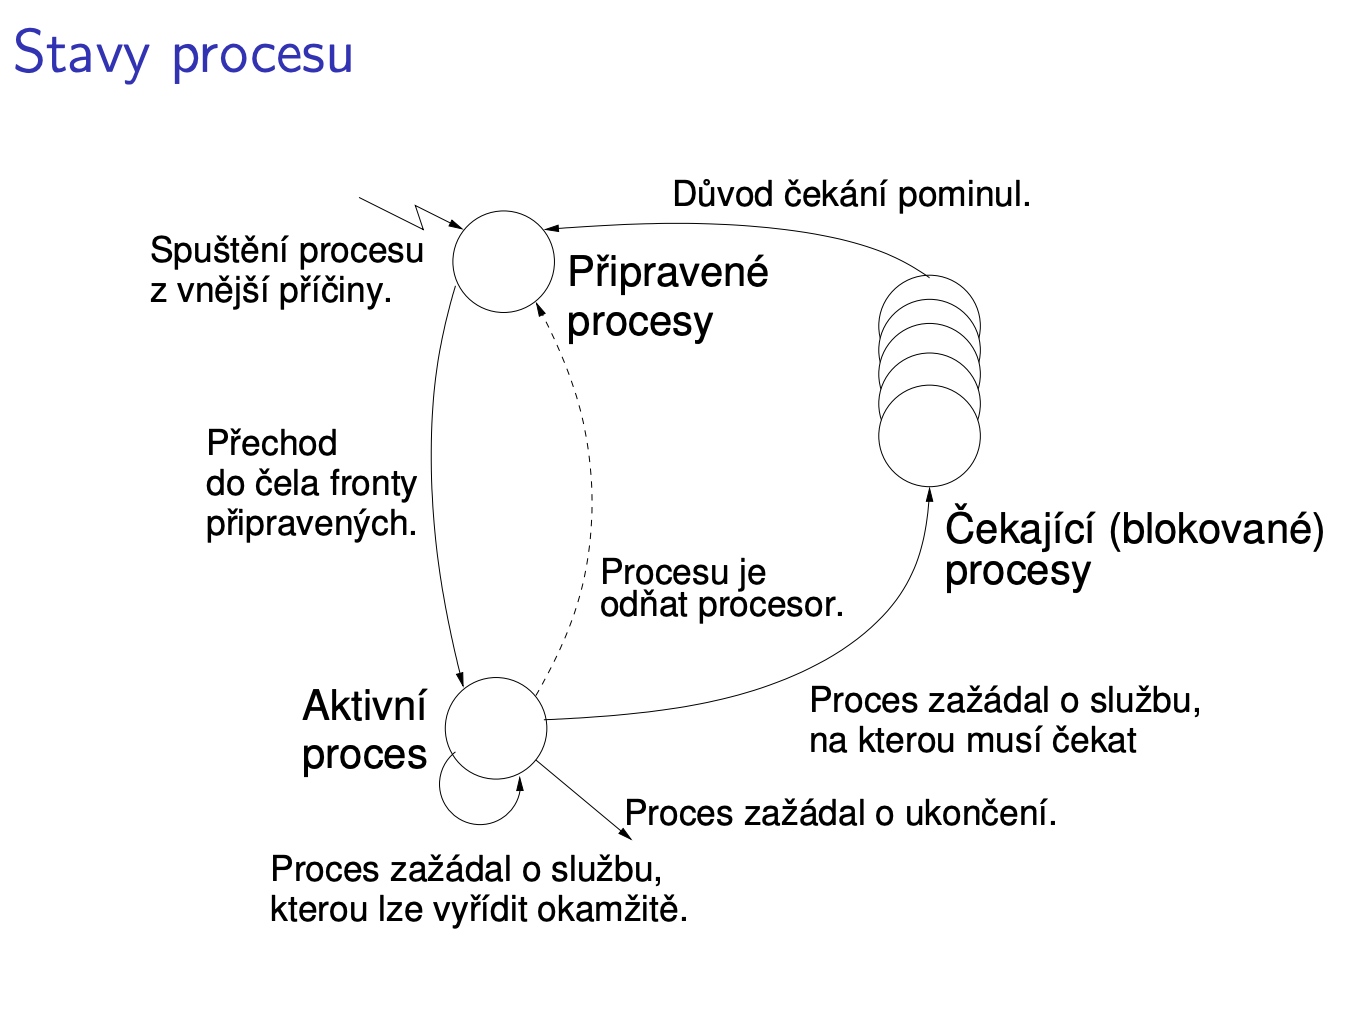 Stavy procesu
Důvod čekání pominul.
Spuštění procesu
z vnější příčiny.
Připravené
procesy
Přechod
do čela fronty
připravených.
Čekající (blokované)
procesy
Procesu je
odňat procesor.
Aktivní
proces
Proces zažádal o službu,
na kterou musí čekat
Proces zažádal o ukončení.
Proces zažádal o službu,
kterou lze vyřídit okamžitě.